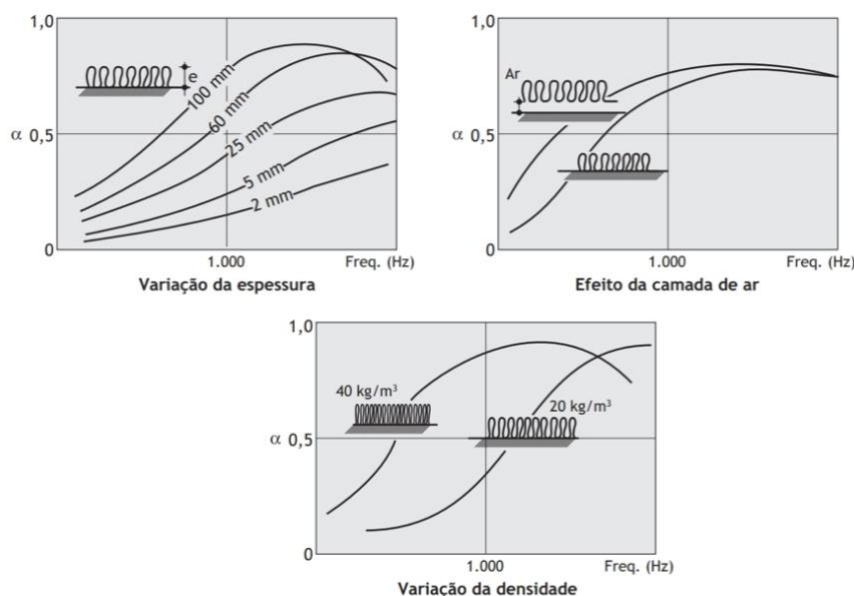 1,0
e
100 mm
60 mm
25 mm
5 mm
2 mm
α 0,5
0
1.000 Freq. (Hz)
Variação da espessura
1,0
Ar
α 0,5
0
1.000 Freq. (Hz)
Efeito da camada de ar
1,0
40 kg/m³
20 kg/m³
α 0,5
0
1.000 Freq. (Hz)
Variação da densidade